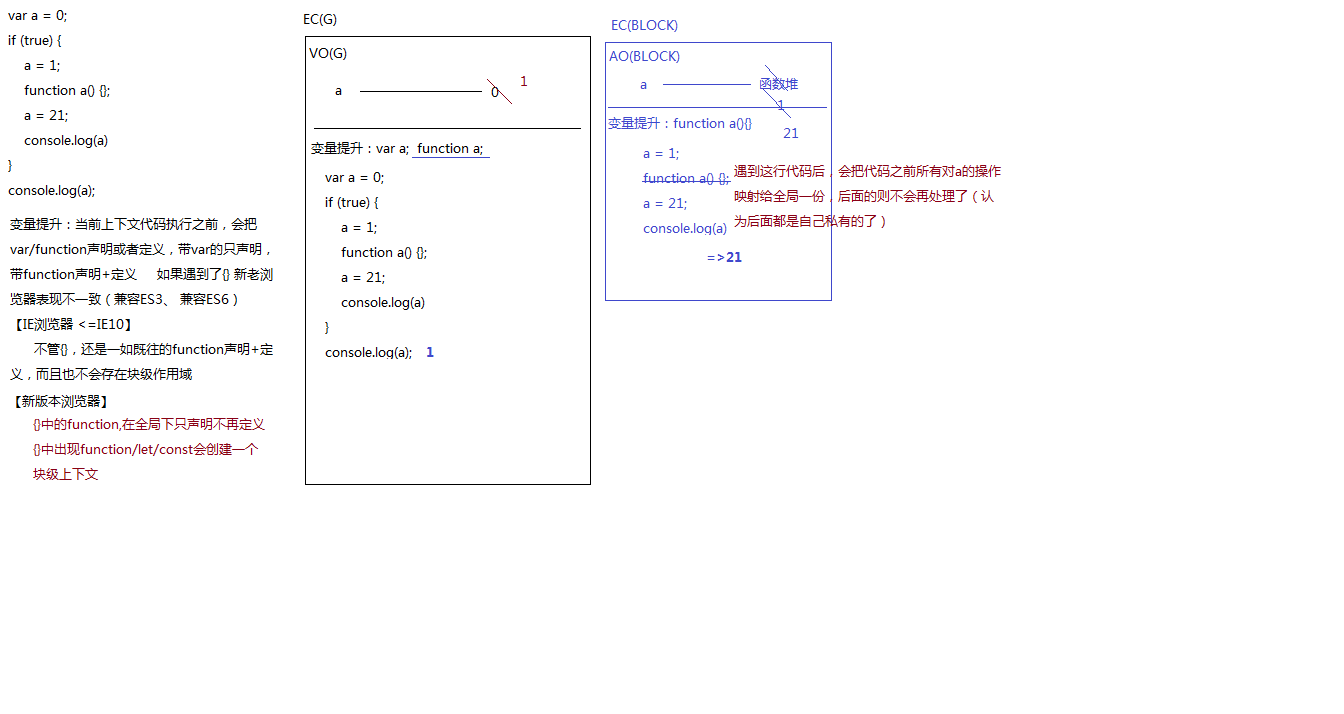 var a = 0;
if (true) {
a = 1;
function a() {};
a = 21;
console.log(a)
}
console.log(a);
变量提升：当前上下文代码执行之前，会把
var/function声明或者定义，带var的只声明，
带function声明+定义 如果遇到了{} 新老浏
览器表现不一致（兼容ES3、 兼容ES6）
【IE浏览器 <=IE10】
不管{}，还是一如既往的function声明+定
义，而且也不会存在块级作用域
【新版本浏览器】
{}中的function,在全局下只声明不再定义
{}中出现function/let/const会创建一个
块级上下文
EC(G)
VO(G)
a 0 1
变量提升：var a; function a;
var a = 0;
if (true) {
a = 1;
function a() {};
a = 21;
console.log(a)
}
console.log(a); 1
EC(BLOCK)
AO(BLOCK)
a 函数堆
1
变量提升：function a(){}
21
a = 1;
function a() {}; 遇到这行代码后，会把代码之前所有对a的操作
a = 21; 映射给全局一份，后面的则不会再处理了（认
console.log(a) 为后面都是自己私有的了）
=>21